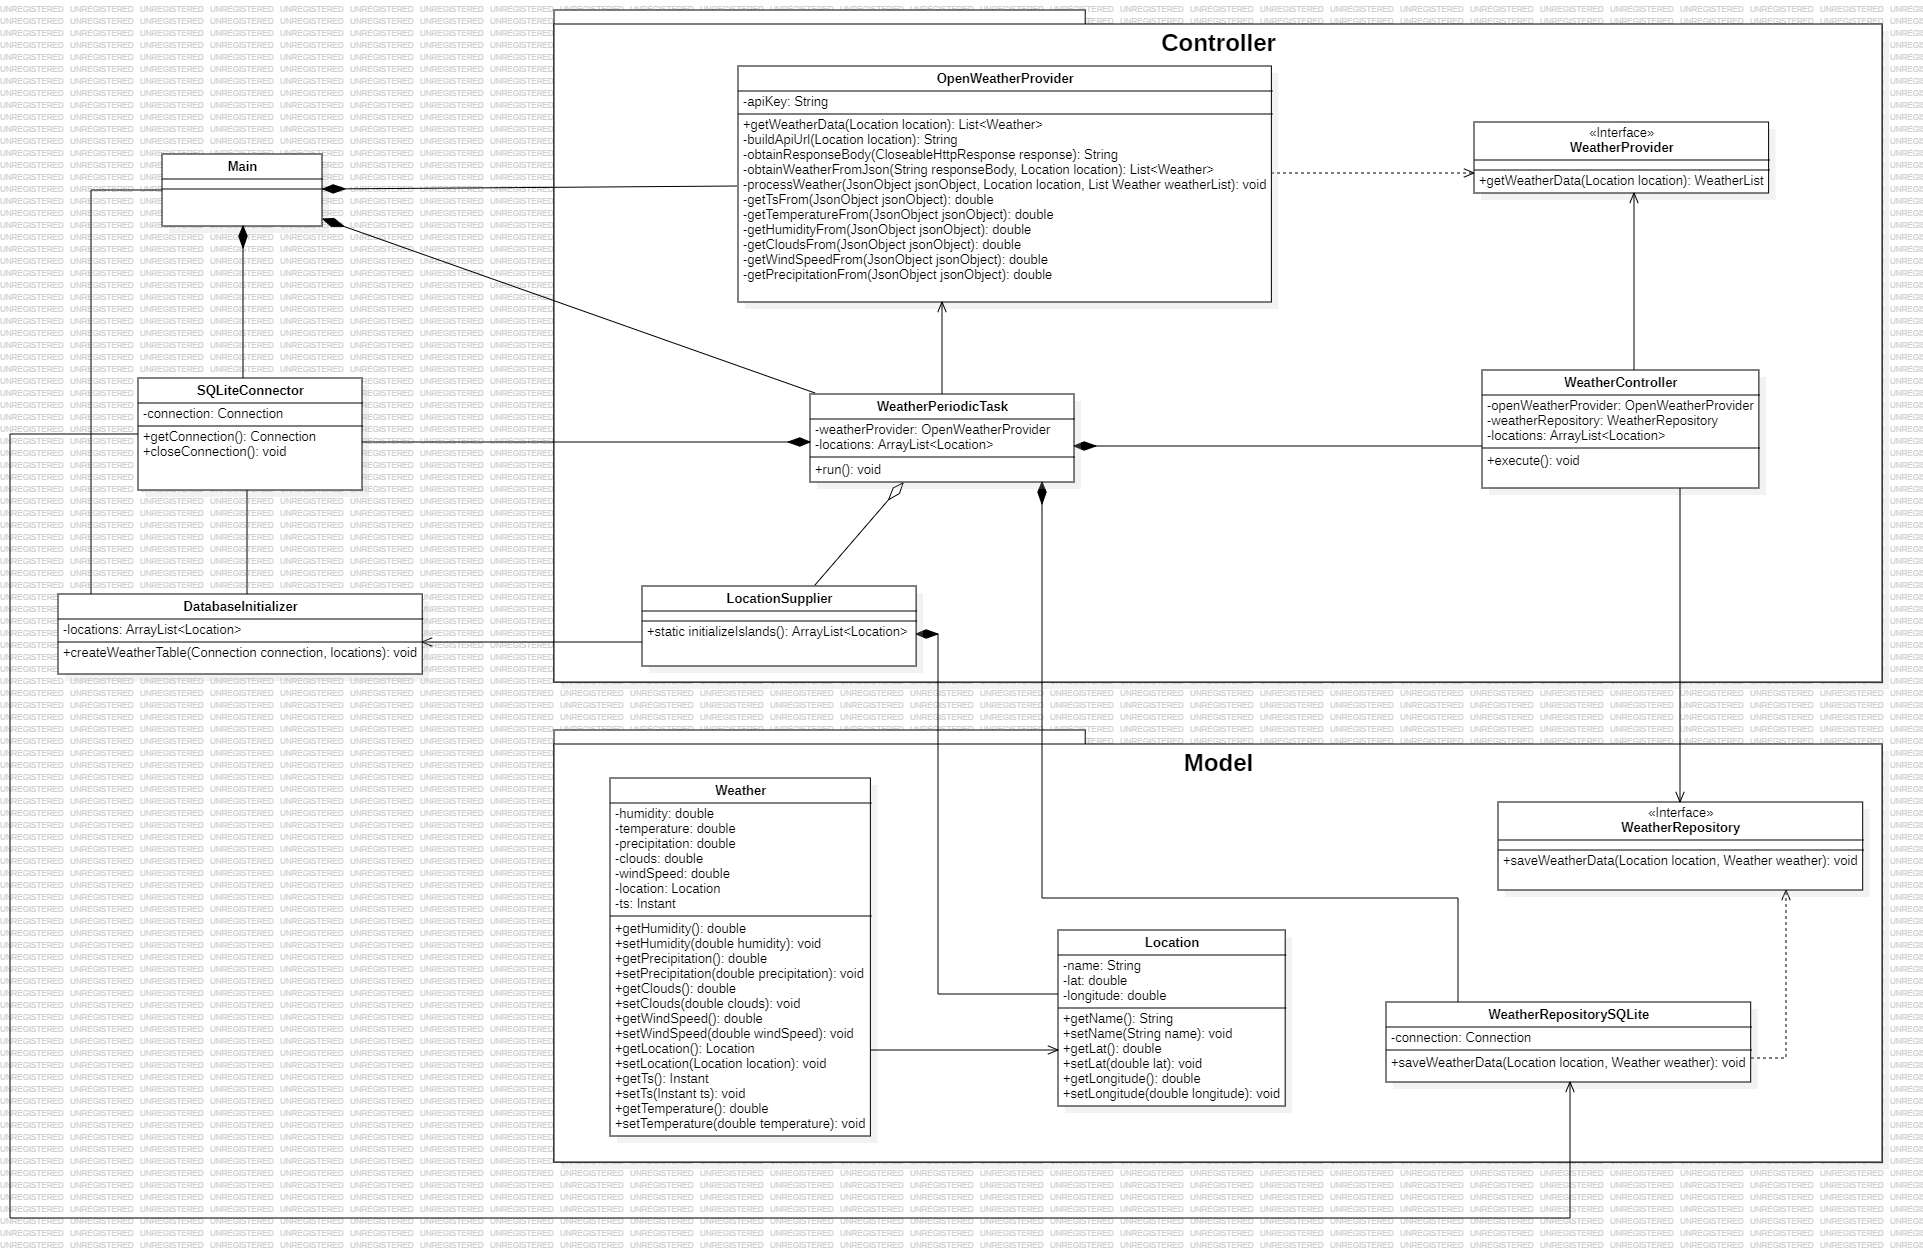 Controller
OpenWeatherProvider
-apiKey: String
+getWeatherData(Location location): List<Weather>
-buildApiUrl(Location location): String
-obtainResponseBody(CloseableHttpResponse response): String
-obtainWeatherFromJson(String responseBody, Location location): List<Weather>
-processWeather(JsonObject jsonObject, Location location, List Weather weatherList): void
-getTsFrom(JsonObject jsonObject): double
-getTemperatureFrom(JsonObject jsonObject): double
-getHumidityFrom(JsonObject jsonObject): double
-getCloudsFrom(JsonObject jsonObject): double
-getWindSpeedFrom(JsonObject jsonObject): double
-getPrecipitationFrom(JsonObject jsonObject): double
«Interface»
WeatherProvider
+getWeatherData(Location location): WeatherList
Main
SQLiteConnector
-connection: Connection
+getConnection(): Connection
+closeConnection(): void
WeatherPeriodicTask
-weatherProvider: OpenWeatherProvider
-locations: ArrayList<Location>
+run(): void
WeatherController
-openWeatherProvider: OpenWeatherProvider
-weatherRepository: WeatherRepository
-locations: ArrayList<Location>
+execute(): void
DatabaseInitializer
-locations: ArrayList<Location>
+createWeatherTable(Connection connection, locations): void
LocationSupplier
+static initializeIslands(): ArrayList<Location>
Model
Weather
-humidity: double
-temperature: double
-precipitation: double
-clouds: double
-windSpeed: double
-location: Location
-ts: Instant
+getHumidity(): double
+setHumidity(double humidity): void
+getPrecipitation(): double
+setPrecipitation(double precipitation): void
+getClouds(): double
+setClouds(double clouds): void
+getWindSpeed(): double
+setWindSpeed(double windSpeed): void
+getLocation(): Location
+setLocation(Location location): void
+getTs(): Instant
+setTs(Instant ts): void
+getTemperature(): double
+setTemperature(double temperature): void
Location
-name: String
-lat: double
-longitude: double
+getName(): String
+setName(String name): void
+getLat(): double
+setLat(double lat): void
+getLongitude(): double
+setLongitude(double longitude): void
«Interface»
WeatherRepository
+saveWeatherData(Location location, Weather weather): void
WeatherRepositorySQLite
-connection: Connection
+saveWeatherData(Location location, Weather weather): void
UNREGISTERED